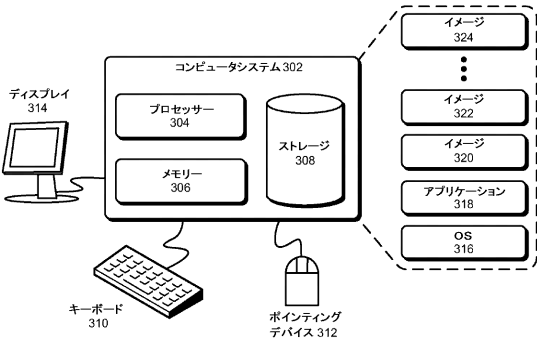 ディスプレイ
314
コンピュータシステム 302
プロセッサー
304
メモリー
306
ストレージ
308
キーボード
310
ポインティング
デバイス 312
イメージ
324
イメージ
322
イメージ
320
アプリケーション
318
OS
316